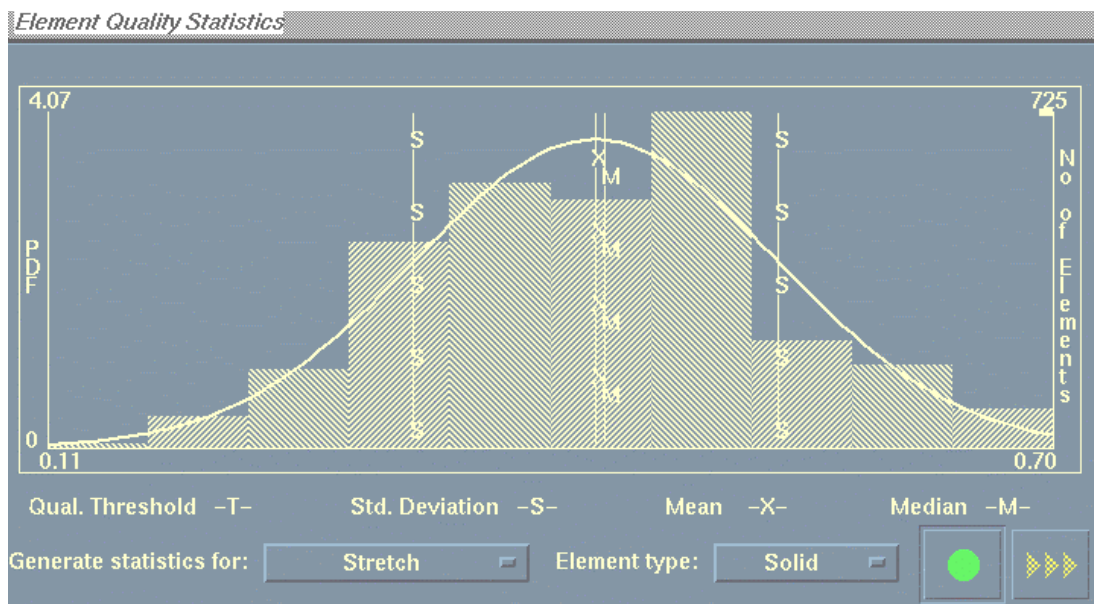 Element Quality Statistics
4.07
725
PDF
No of Elements
S S
X
M
S S
X M
S S
X M
S S
X M
S S
0
0.11
0.70
Qual. Threshold -T- Std. Deviation -S- Mean -X- Median -M-
Generate statistics for: Stretch Element type: Solid